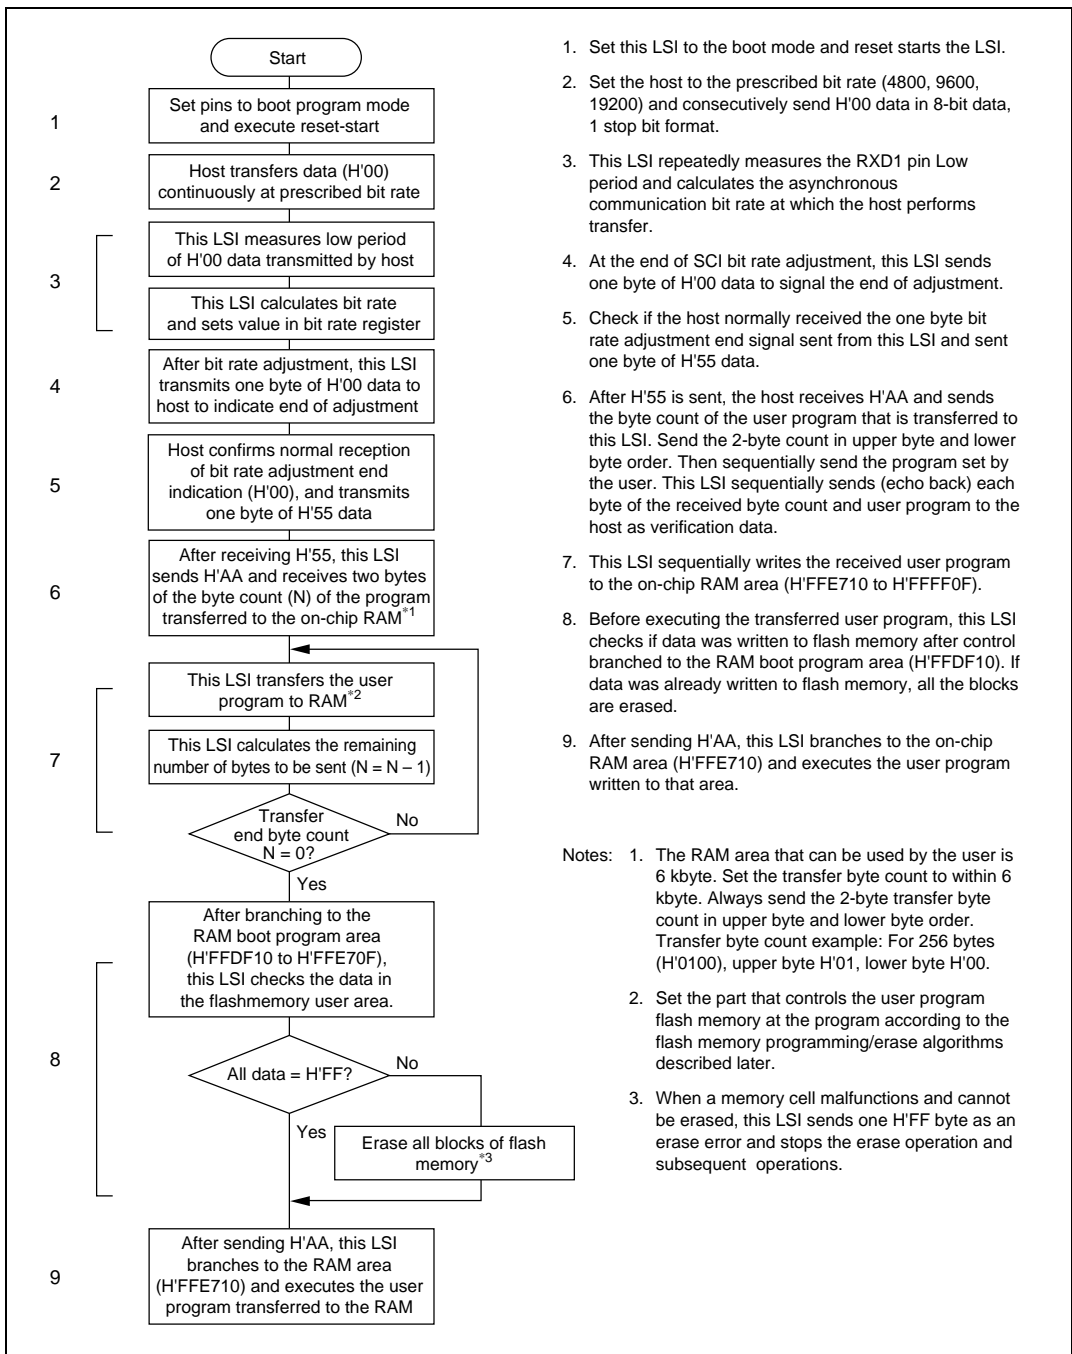 Start
1
Set pins to boot program mode
and execute reset-start
2
Host transfers data (H'00)
continuously at prescribed bit rate
3
This LSI measures low period
of H'00 data transmitted by host
This LSI calculates bit rate
and sets value in bit rate register
4
After bit rate adjustment, this LSI
transmits one byte of H'00 data to
host to indicate end of adjustment
5
Host confirms normal reception
of bit rate adjustment end
indication (H'00), and transmits
one byte of H'55 data
6
After receiving H'55, this LSI
sends H'AA and receives two bytes
of the byte count (N) of the program
transferred to the on-chip RAM*1
7
This LSI transfers the user
program to RAM*2
This LSI calculates the remaining
number of bytes to be sent (N = N – 1)
Transfer
end byte count
N = 0?
No
Yes
8
After branching to the
RAM boot program area
(H'FFDF10 to H'FFE70F),
this LSI checks the data in
the flashmemory user area.
All data = H'FF?
No
Yes
Erase all blocks of flash
memory*3
9
After sending H'AA, this LSI
branches to the RAM area
(H'FFE710) and executes the user
program transferred to the RAM
1. Set this LSI to the boot mode and reset starts the LSI.
2. Set the host to the prescribed bit rate (4800, 9600,
19200) and consecutively send H'00 data in 8-bit data,
1 stop bit format.
3. This LSI repeatedly measures the RXD1 pin Low
period and calculates the asynchronous
communication bit rate at which the host performs
transfer.
4. At the end of SCI bit rate adjustment, this LSI sends
one byte of H'00 data to signal the end of adjustment.
5. Check if the host normally received the one byte bit
rate adjustment end signal sent from this LSI and sent
one byte of H'55 data.
6. After H'55 is sent, the host receives H'AA and sends
the byte count of the user program that is transferred to
this LSI. Send the 2-byte count in upper byte and lower
byte order. Then sequentially send the program set by
the user. This LSI sequentially sends (echo back) each
byte of the received byte count and user program to the
host as verification data.
7. This LSI sequentially writes the received user program
to the on-chip RAM area (H'FFE710 to H'FFFF0F).
8. Before executing the transferred user program, this LSI
checks if data was written to flash memory after control
branched to the RAM boot program area (H'FFDF10). If
data was already written to flash memory, all the blocks
are erased.
9. After sending H'AA, this LSI branches to the on-chip
RAM area (H'FFE710) and executes the user program
written to that area.
Notes: 1. The RAM area that can be used by the user is
6 kbyte. Set the transfer byte count to within 6
kbyte. Always send the 2-byte transfer byte
count in upper byte and lower byte order.
Transfer byte count example: For 256 bytes
(H'0100), upper byte H'01, lower byte H'00.
2. Set the part that controls the user program
flash memory at the program according to the
flash memory programming/erase algorithms
described later.
3. When a memory cell malfunctions and cannot
be erased, this LSI sends one H'FF byte as an
erase error and stops the erase operation and
subsequent operations.